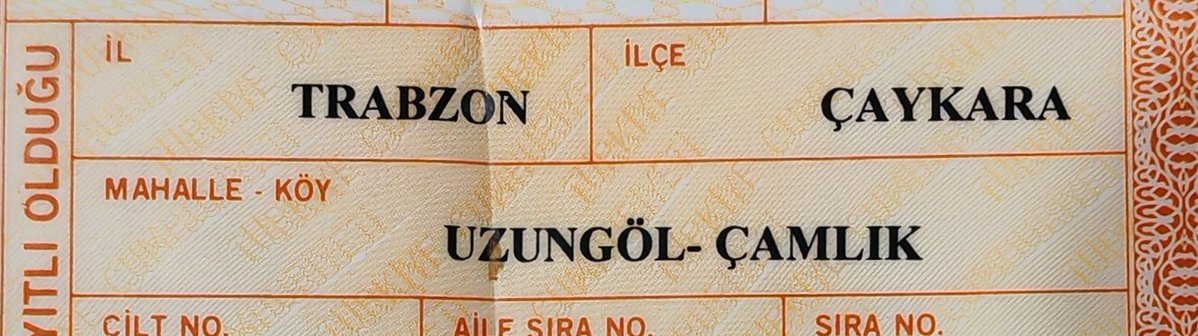 YITLI OLDUĞU
İL
İLÇE
TRABZON
ÇAYKARA
MAHALLE - KÖY
UZUNGÖL- ÇAMLIK
CİLT NO.
AİLE SIRA NO.
SIRA NO.